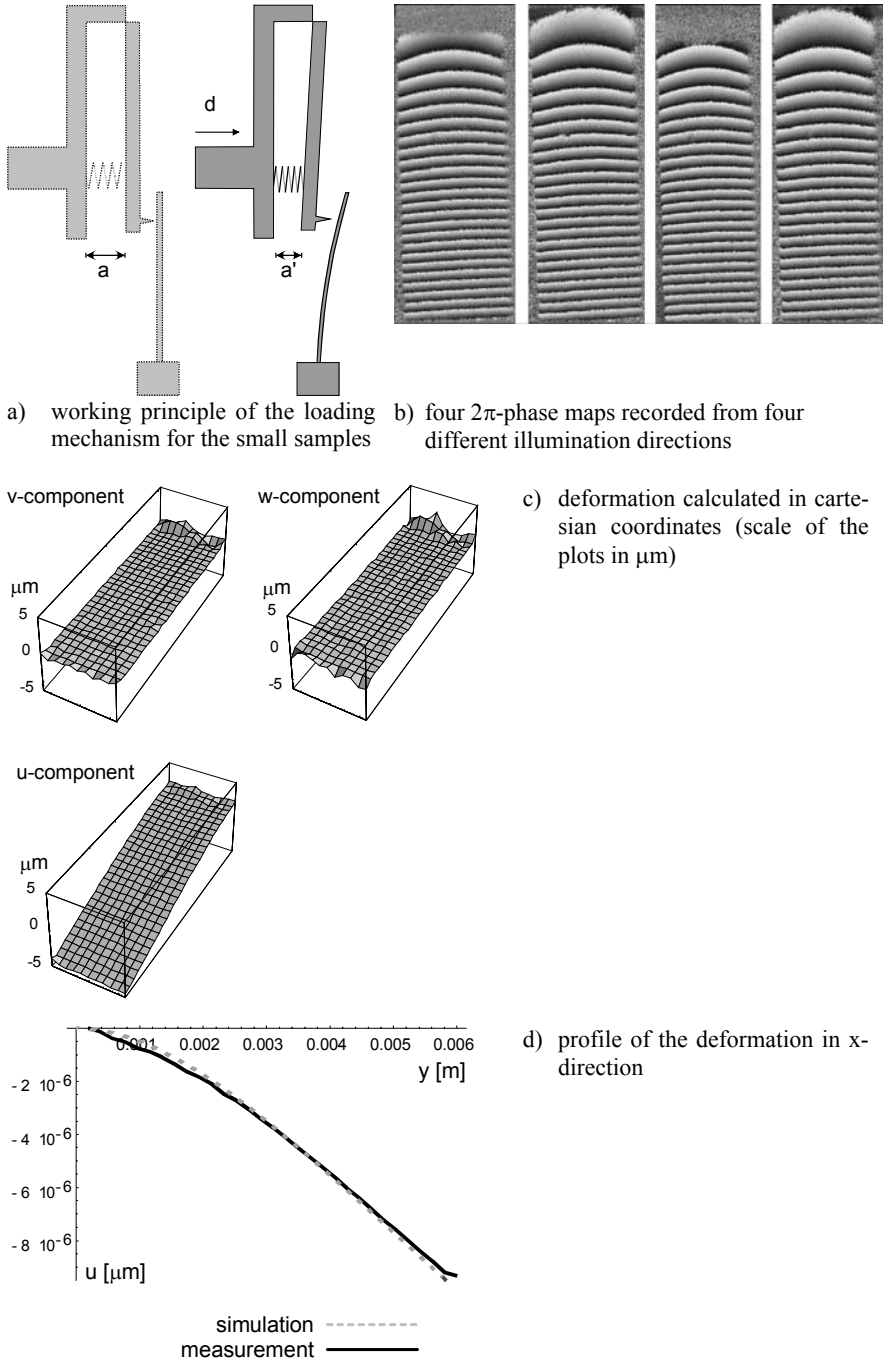 d
a
a'
a) working principle of the loading
mechanism for the small samples
b) four 2π-phase maps recorded from four
different illumination directions
v-component
μm
5
0
-5
w-component
5
0
-5
c) deformation calculated in carte-
sian coordinates (scale of the
plots in μm)
u-component
μm
5
0
-5
0.001 0.002 0.003 0.004 0.005 0.006
y [m]
- 2 10⁻⁶
- 4 10⁻⁶
- 6 10⁻⁶
- 8 10⁻⁶
u [μm]
simulation
measurement
d) profile of the deformation in x-
direction